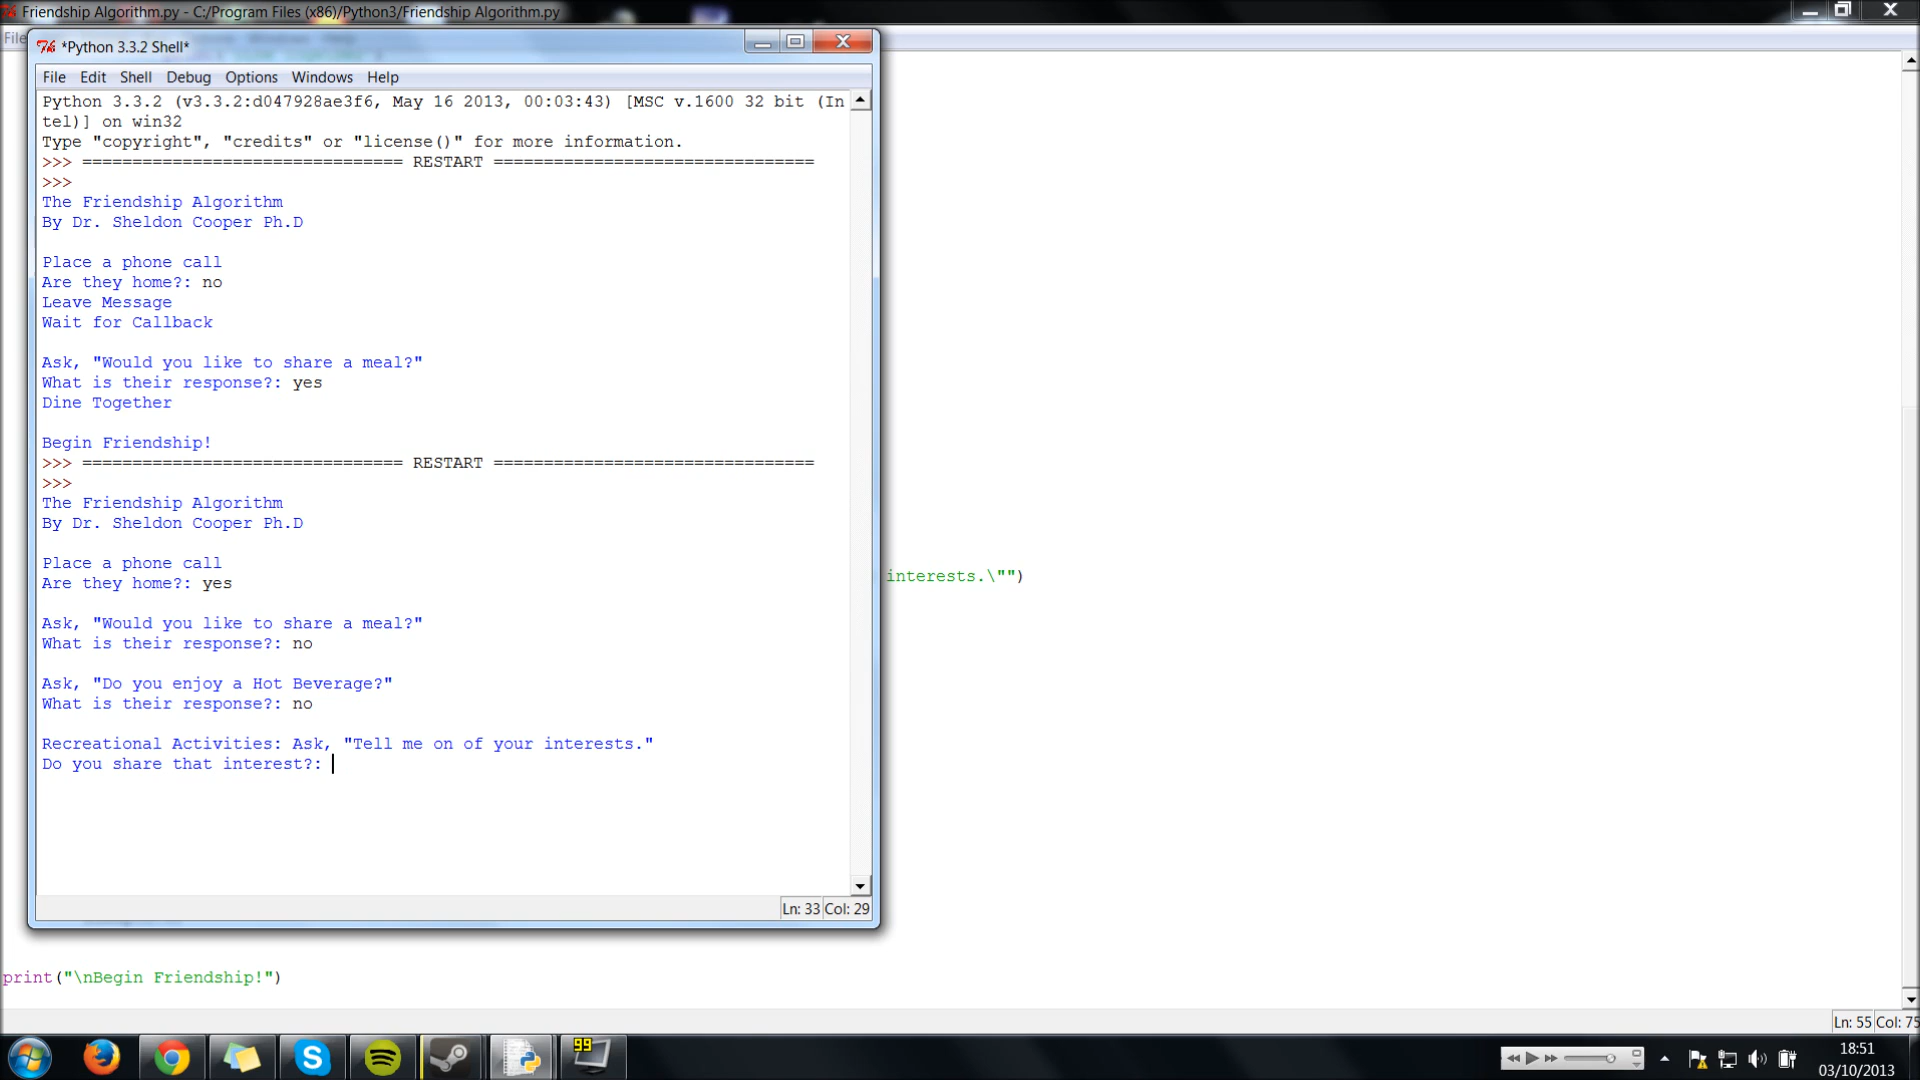 Friendship Algorithm.py - C:/Program Files (x86)/Python3/Friendship Algorithm.py
File
*Python 3.3.2 Shell*
File Edit Shell Debug Options Windows Help
Python 3.3.2 (v3.3.2:d047928ae3f6, May 16 2013, 00:03:43) [MSC v.1600 32 bit (In
tel)] on win32
Type "copyright", "credits" or "license()" for more information.
>>> ================================ RESTART ================================
>>>
The Friendship Algorithm
By Dr. Sheldon Cooper Ph.D
Place a phone call
Are they home?: no
Leave Message
Wait for Callback
Ask, "Would you like to share a meal?"
What is their response?: yes
Dine Together
Begin Friendship!
>>> ================================ RESTART ================================
>>>
The Friendship Algorithm
By Dr. Sheldon Cooper Ph.D
Place a phone call
Are they home?: yes
interests.\"")
Ask, "Would you like to share a meal?"
What is their response?: no
Ask, "Do you enjoy a Hot Beverage?"
What is their response?: no
Recreational Activities: Ask, "Tell me on of your interests."
Do you share that interest?:
Ln: 33 Col: 29
print("\nBegin Friendship!")
Ln: 55 Col: 75
99
18:51
03/10/2013